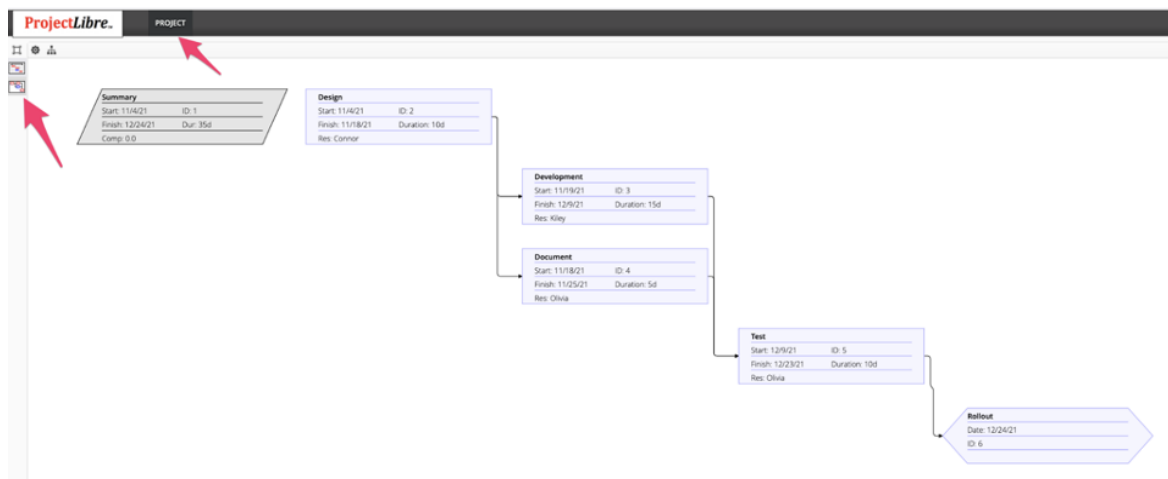 ProjectLibre™ PROJECT
Summary
Start: 11/4/21 ID: 1
Finish: 12/24/21 Dur: 35d
Comp: 0.0
Design
Start: 11/4/21 ID: 2
Finish: 11/18/21 Duration: 10d
Res: Connor
Development
Start: 11/19/21 ID: 3
Finish: 12/9/21 Duration: 15d
Res: Kiley
Document
Start: 11/18/21 ID: 4
Finish: 11/25/21 Duration: 5d
Res: Olivia
Test
Start: 12/9/21 ID: 5
Finish: 12/23/21 Duration: 10d
Res: Olivia
Rollout
Date: 12/24/21
ID: 6